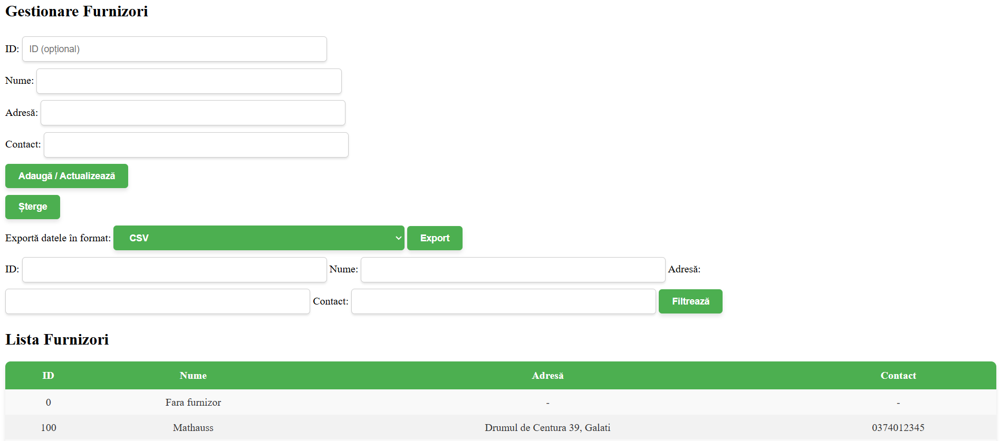 Gestionare Furnizori
ID: ID (opțional)
Nume:
Adresă:
Contact:
Adaugă / Actualizează
Șterge
Exportă datele în format: CSV Export
ID: Nume: Adresă:
Contact: Filtrează
Lista Furnizori
ID Nume Adresă Contact
0 Fara furnizor - -
100 Mathauss Drumul de Centura 39, Galati 0374012345